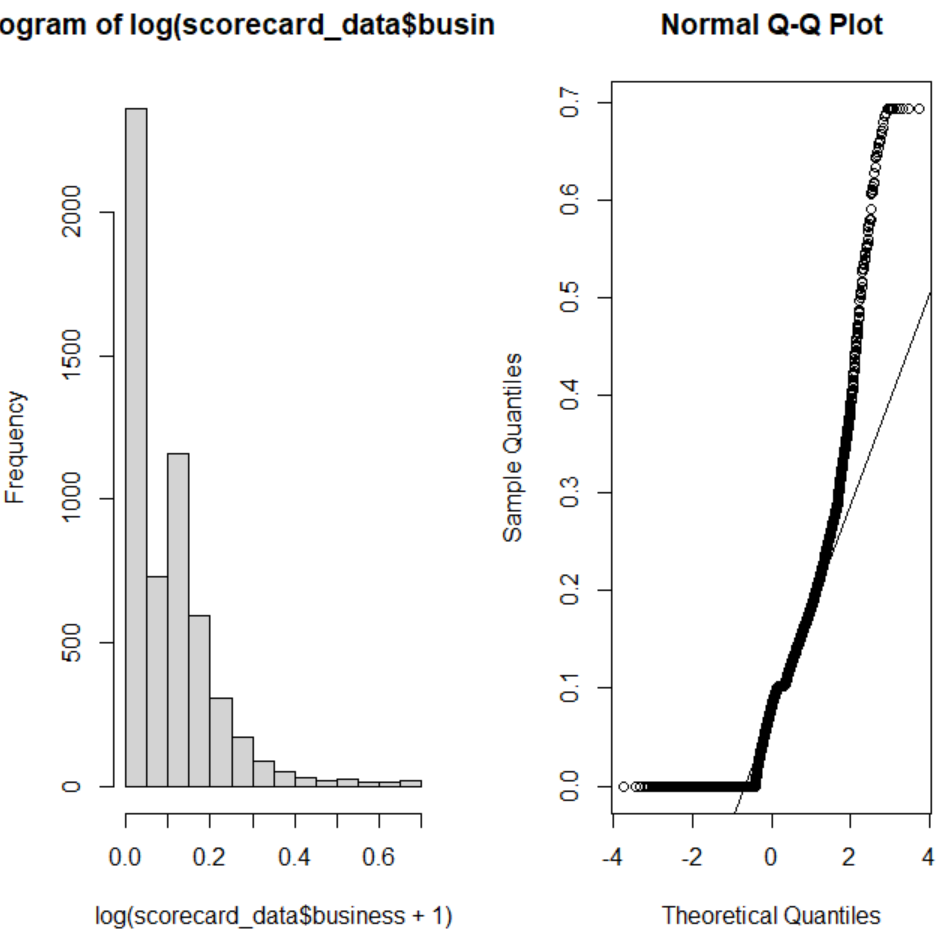 ogram of log(scorecard_data$busin
Normal Q-Q Plot
Frequency
0
500
1000
1500
2000
0.0 0.2 0.4 0.6
log(scorecard_data$business + 1)
Sample Quantiles
0.0
0.1
0.2
0.3
0.4
0.5
0.6
0.7
-4 -2 0 2 4
Theoretical Quantiles